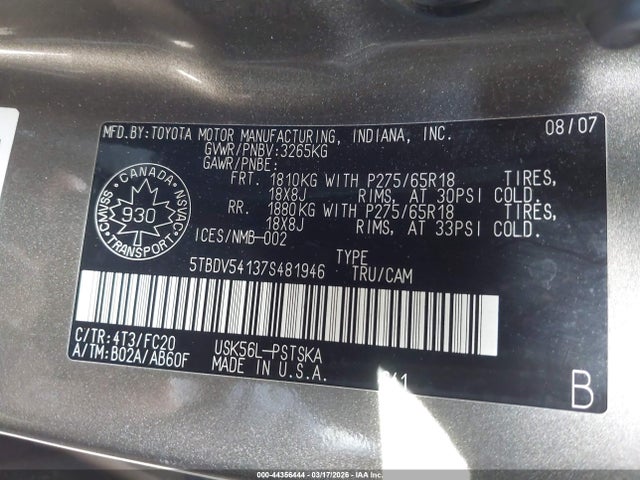 MFD.BY:TOYOTA MOTOR MANUFACTURING, INDIANA, INC. 08/07
GVWR/PNBV:3265KG
GAWR/PNBE:
FRT. 1810KG WITH P275/65R18 TIRES,
18X8J RIMS, AT 30PSI COLD.
RR. 1880KG WITH P275/65R18 TIRES,
18X8J RIMS, AT 33PSI COLD.
ICES/NMB-002
CANADA
CMVSS 930 NSVAC
TRANSPORT
TYPE
5TBDV54137S481946 TRU/CAM
C/TR:4T3/FC20 USK56L-PSTSKA
A/TM:B02A/AB60F MADE IN U.S.A.
B
000-44356444 - 03/17/2026 - IAAI.COM